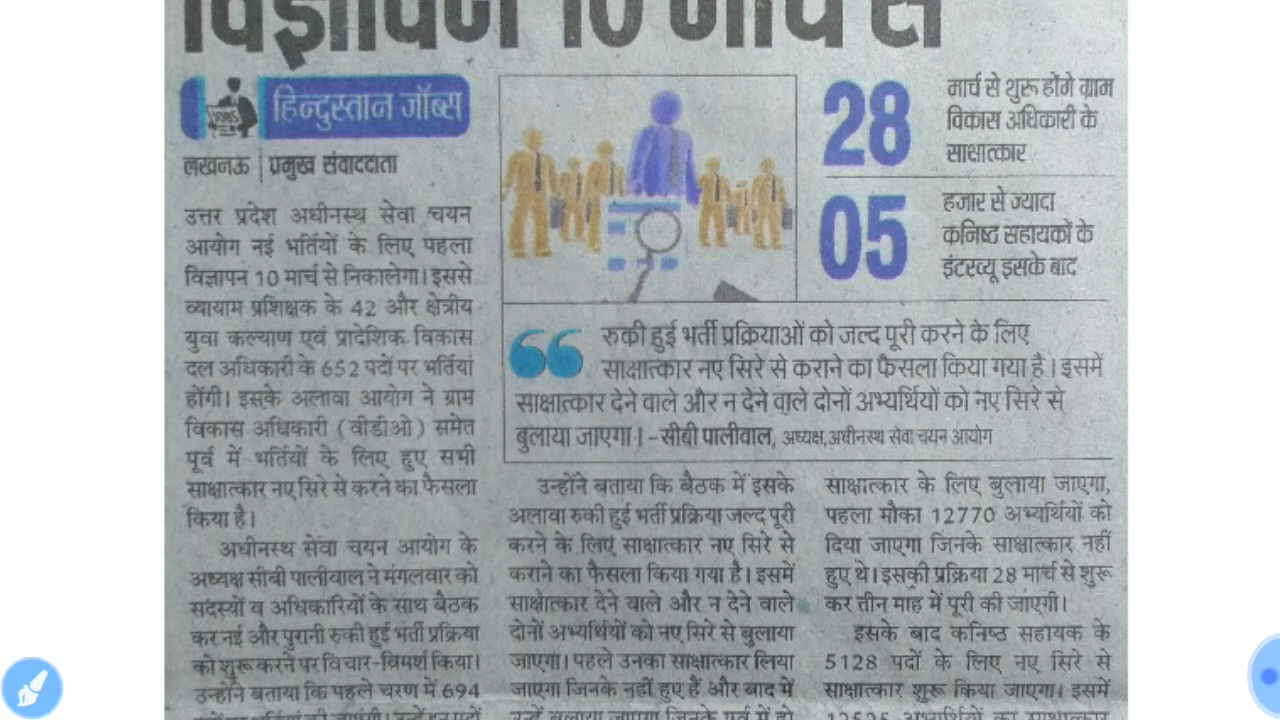 विज्ञापन 10 मार्च से
हिन्दुस्तान जॉब्स
लखनऊ | प्रमुख संवाददाता
उत्तर प्रदेश अधीनस्थ सेवा चयन
आयोग नई भर्तियों के लिए पहला
विज्ञापन 10 मार्च से निकालेगा। इससे
व्यायाम प्रशिक्षक के 42 और क्षेत्रीय
युवा कल्याण एवं प्रादेशिक विकास
दल अधिकारी के 652 पदों पर भर्तियां
होंगी। इसके अलावा आयोग ने ग्राम
विकास अधिकारी (वीडीओ) समेत
पूर्व में भर्तियों के लिए हुए सभी
साक्षात्कार नए सिरे से करने का फैसला
किया है।
अधीनस्थ सेवा चयन आयोग के
अध्यक्ष सीबी पालीवाल ने मंगलवार को
सदस्यों व अधिकारियों के साथ बैठक
कर नई और पुरानी रुकी हुई भर्ती प्रक्रिया
को शुरू करने पर विचार-विमर्श किया।
उन्होंने बताया कि पहले चरण में 694
JOBS
28
मार्च से शुरू होंगे ग्राम
विकास अधिकारी के
साक्षात्कार
05
हजार से ज्यादा
कनिष्ठ सहायकों के
इंटरव्यू इसके बाद
रुकी हुई भर्ती प्रक्रियाओं को जल्द पूरी करने के लिए
साक्षात्कार नए सिरे से कराने का फैसला किया गया है। इसमें
साक्षात्कार देने वाले और न देने वाले दोनों अभ्यर्थियों को नए सिरे से
बुलाया जाएगा। -सीबी पालीवाल, अध्यक्ष,अधीनस्थ सेवा चयन आयोग
उन्होंने बताया कि बैठक में इसके
अलावा रुकी हुई भर्ती प्रक्रिया जल्द पूरी
करने के लिए साक्षात्कार नए सिरे से
कराने का फैसला किया गया है। इसमें
साक्षात्कार देने वाले और न देने वाले
दोनों अभ्यर्थियों को नए सिरे से बुलाया
जाएगा। पहले उनका साक्षात्कार लिया
जाएगा जिनके नहीं हुए हैं और बाद में
साक्षात्कार के लिए बुलाया जाएगा,
पहला मौका 12770 अभ्यर्थियों को
दिया जाएगा जिनके साक्षात्कार नहीं
हुए थे। इसकी प्रक्रिया 28 मार्च से शुरू
कर तीन माह में पूरी की जाएगी।
इसके बाद कनिष्ठ सहायक के
5128 पदों के लिए नए सिरे से
साक्षात्कार शुरू किया जाएगा। इसमें